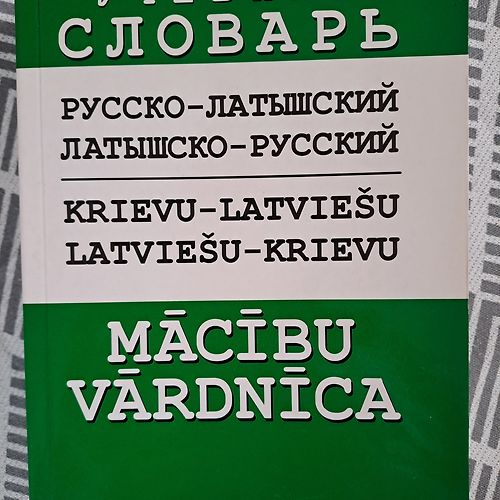 СЛОВАРЬ
РУССКО-ЛАТЫШСКИЙ
ЛАТЫШСКО-РУССКИЙ
KRIEVU-LATVIEŠU
LATVIEŠU-KRIEVU
MĀCĪBU
VĀRDNĪCA